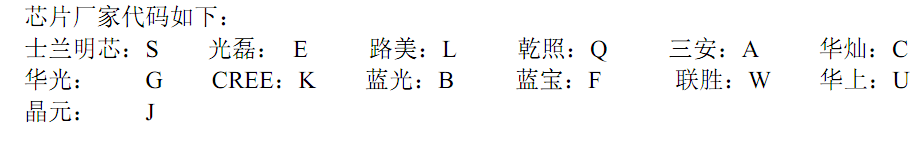 芯片厂家代码如下：
士兰明芯：S 光磊： E 路美：L 乾照：Q 三安：A 华灿：C
华光： G CREE：K 蓝光：B 蓝宝：F 联胜：W 华上：U
晶元： J